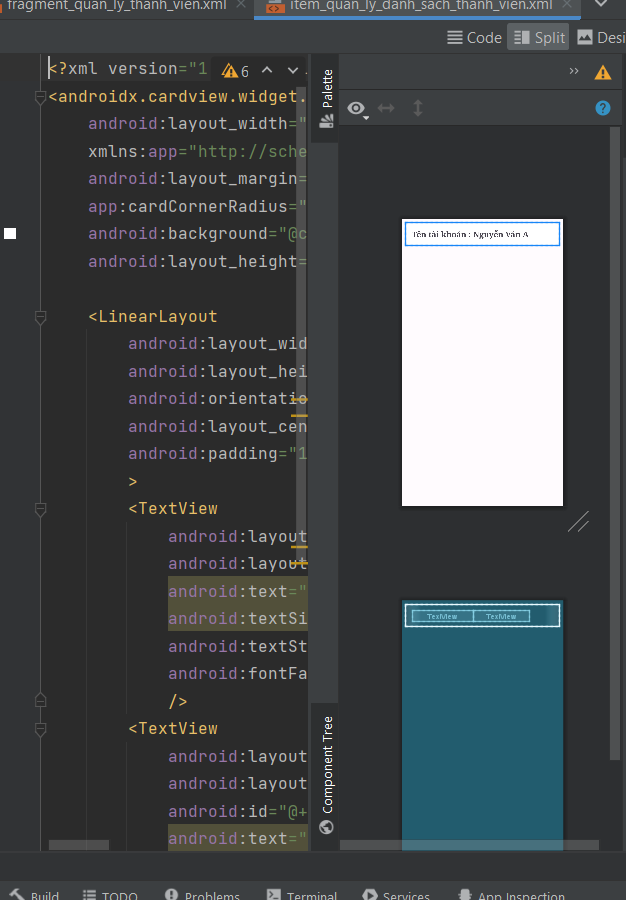 fragment_quan_ly_thanh_vien.xml
item_quan_ly_danh_sach_thanh_vien.xml
Code
Split
Desi
<?xml version="1
6
<androidx.cardview.widget.
android:layout_width="
xmlns:app="http://sche
android:layout_margin=
app:cardCornerRadius="
android:background="@c
android:layout_height=
<LinearLayout
android:layout_wid
android:layout_hei
android:orientatio
android:layout_cen
android:padding="1
>
<TextView
android:layout
android:layout
android:text="
android:textSi
android:textSt
android:fontFa
/>
<TextView
android:layout
android:layout
android:id="@+
android:text="
Palette
Component Tree
Tên tài khoản : Nguyễn Văn A
TextView
TextView
Build
TODO
Problems
Terminal
Services
App Inspection